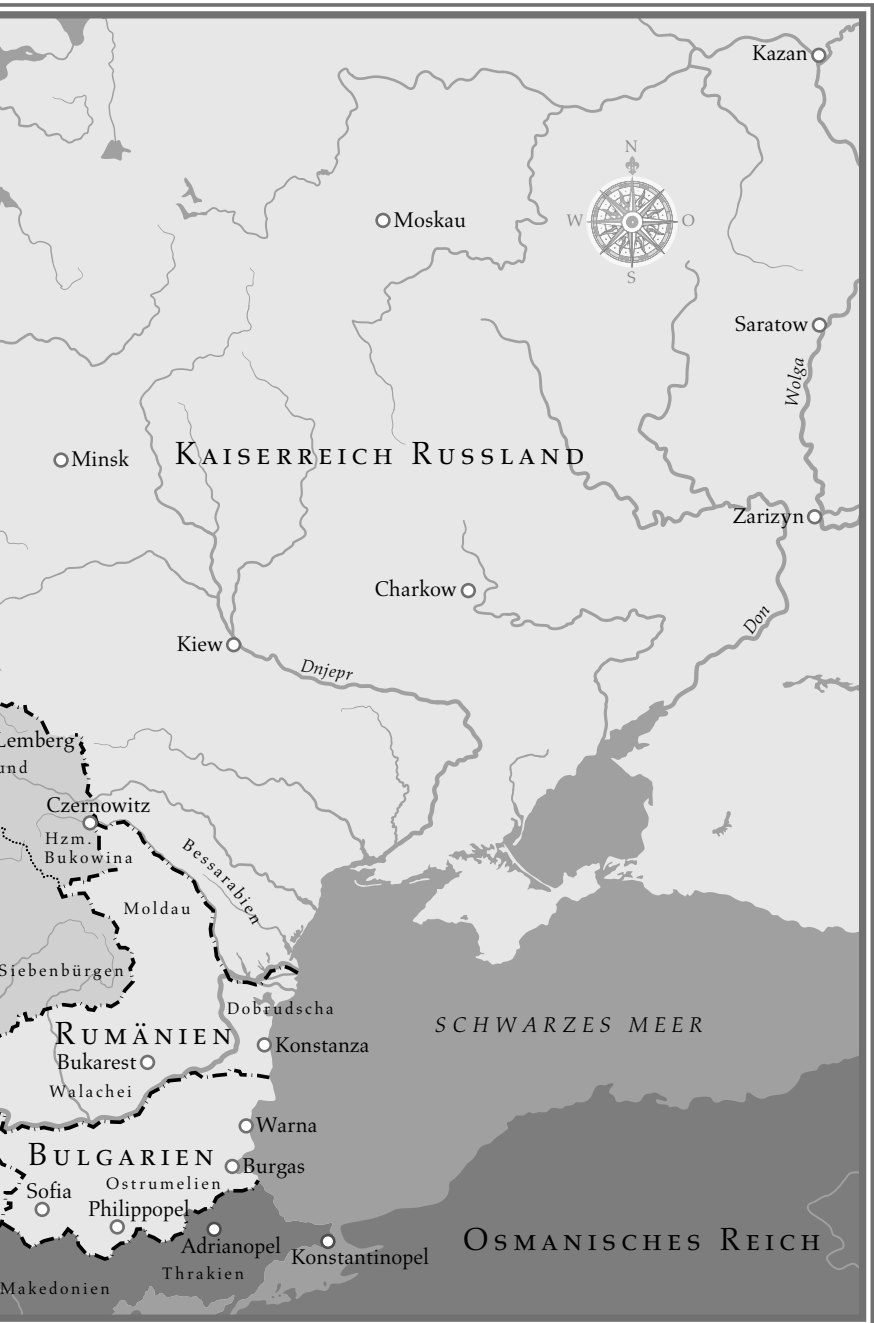 Kazan
N
W
O
S
Moskau
Saratow
Wolga
KAISERREICH RUSSLAND
Minsk
Zarizyn
Charkow
Don
Kiew
Dnjepr
Lemberg
und
Czernowitz
Hzm.
Bukowina
Bessarabien
Moldau
Siebenbürgen
Dobrudscha
SCHWARZES MEER
RUMÄNIEN
Konstanza
Bukarest
Walachei
Warna
BULGARIEN
Burgas
Ostrumelien
Sofia
Philippopel
Adrianopel
Konstantinopel
OSMANISCHES REICH
Thrakien
Makedonien